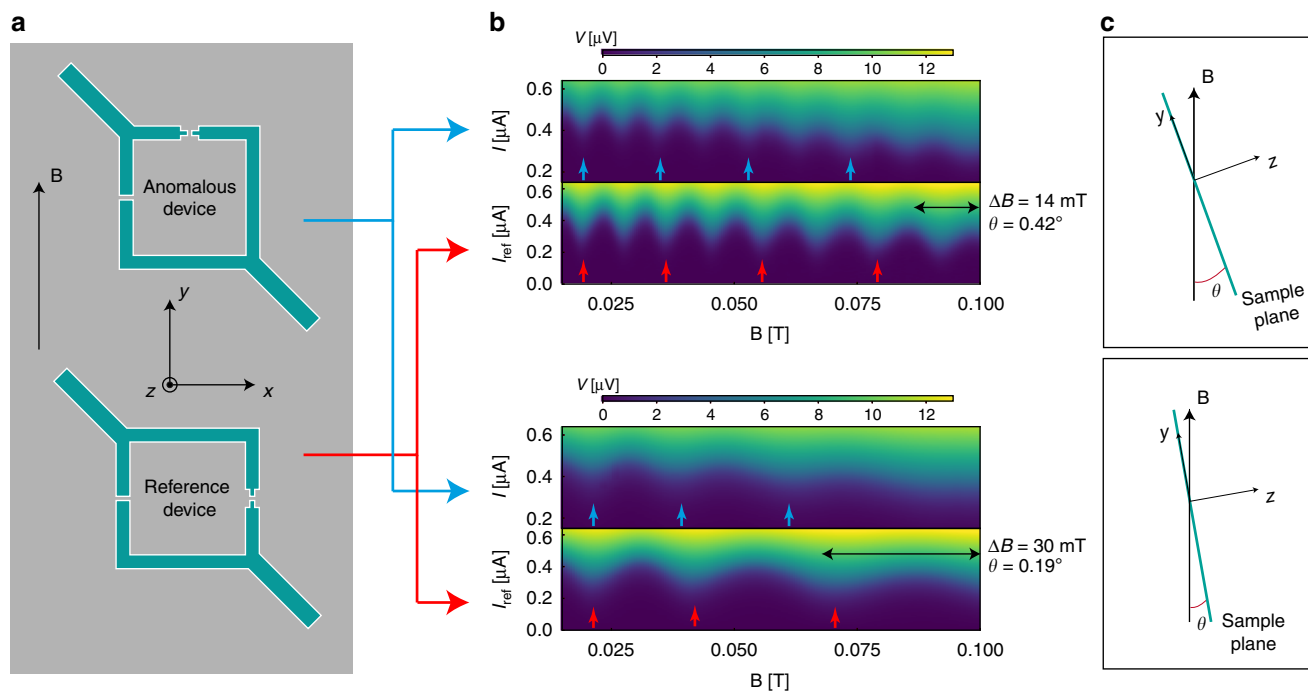 a
B
Anomalous
device
y
z
x
Reference
device
b
V [μV]
0 2 4 6 8 10 12
I [μA]
0.6
0.4
0.2
I_ref [μA]
0.6
0.4
0.2
0.0
0.025 0.050 0.075 0.100
B [T]
ΔB = 14 mT
θ = 0.42°
V [μV]
0 2 4 6 8 10 12
I [μA]
0.6
0.4
0.2
I_ref [μA]
0.6
0.4
0.2
0.0
0.025 0.050 0.075 0.100
B [T]
ΔB = 30 mT
θ = 0.19°
c
B
y
z
θ
Sample
plane
B
y
z
θ
Sample
plane